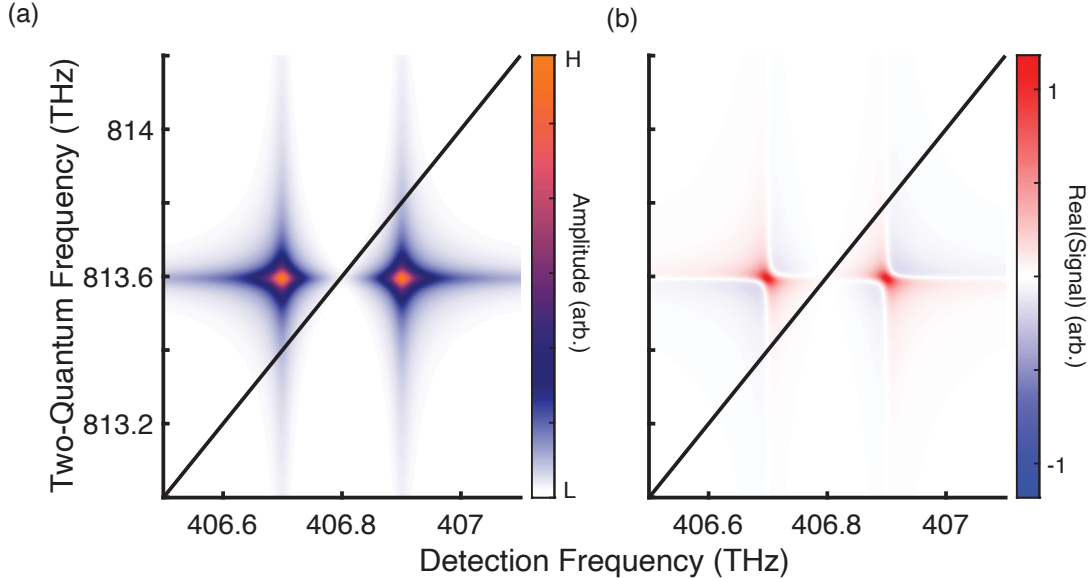 (a)
(b)
Two-Quantum Frequency (THz)
814
813.6
813.2
406.6
406.8
407
H
L
Amplitude (arb.)
406.6
406.8
407
1
0
-1
Real(Signal) (arb.)
Detection Frequency (THz)